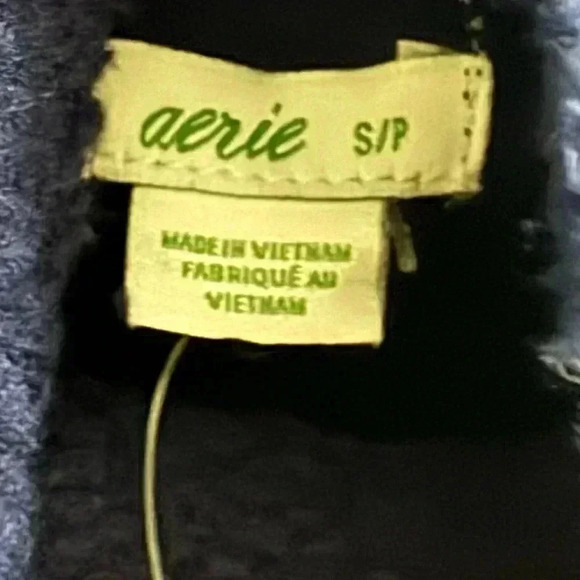 aerie S/P
MADE IN VIETNAM
FABRIQUÉ AU
VIETNAM